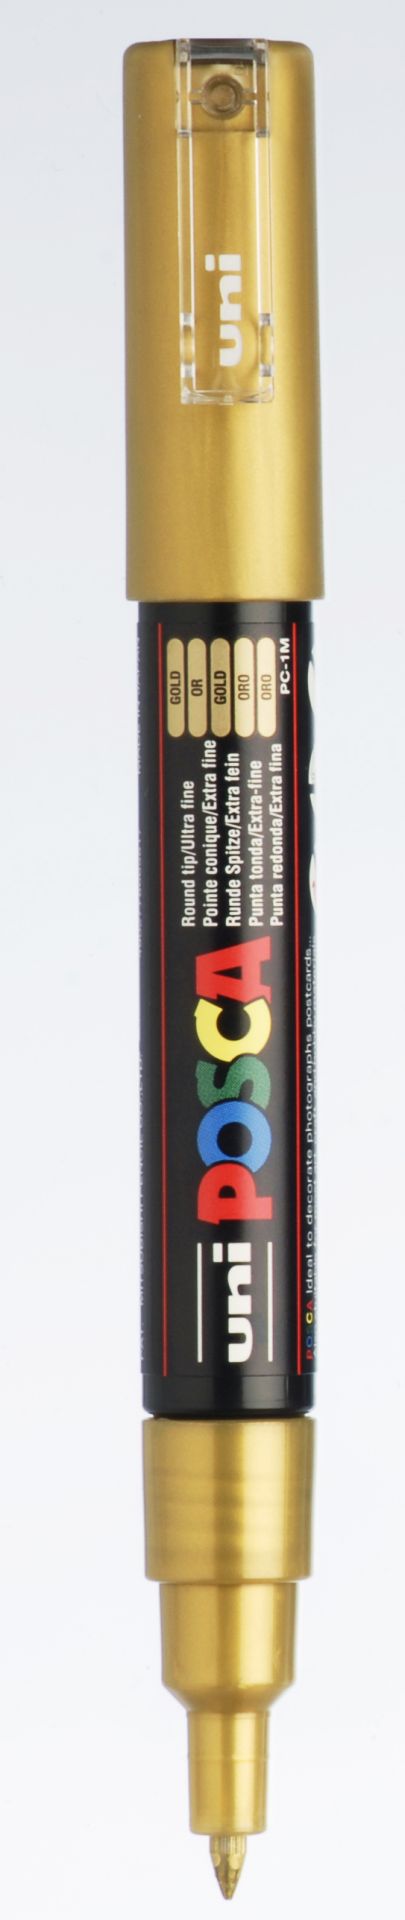 uni
GOLD
OR
GOLD
ORO
ORO
PC-1M
Round tip/Ultra fine
Pointe conique/Extra fine
Runde Spitze/Extra fein
Punta tonda/Extra-fine
Punta redonda/Extra fina
uni POSCA
POSCA Ideal to decorate photographs postcards...